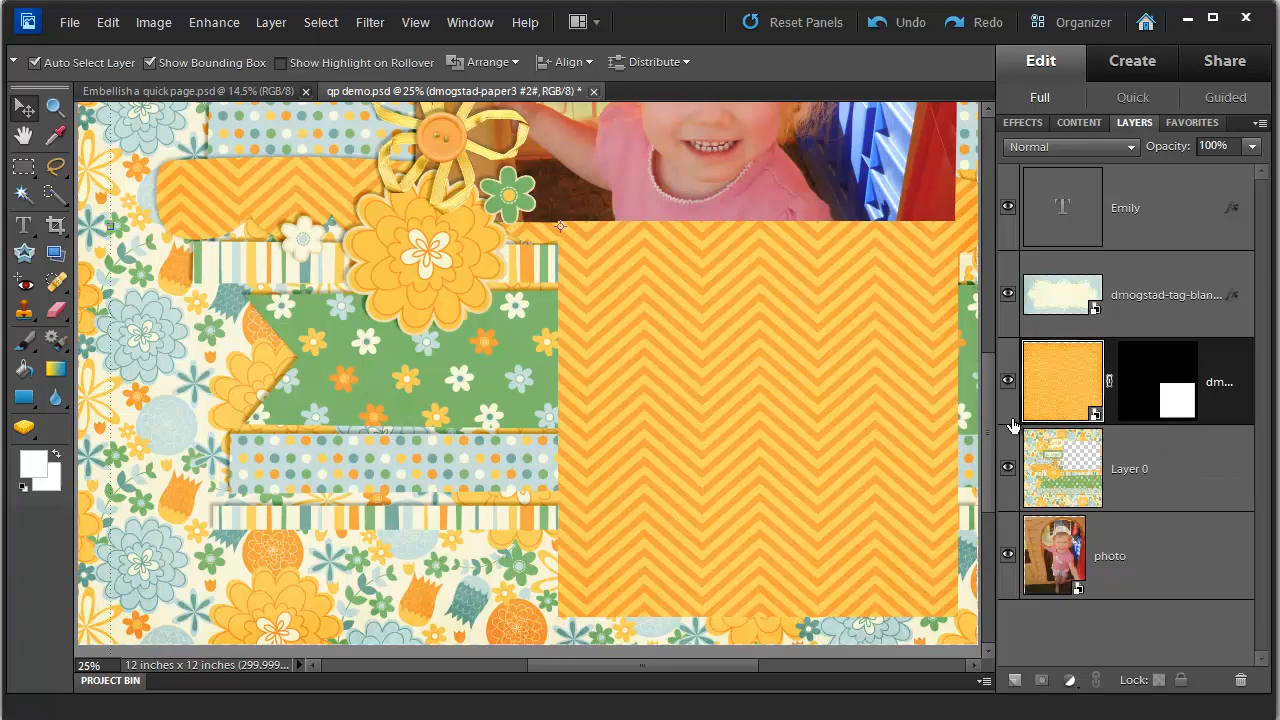 File Edit Image Enhance Layer Select Filter View Window Help Reset Panels Undo Redo Organizer
Auto Select Layer Show Bounding Box Show Highlight on Rollover Arrange Align Distribute
Edit Create Share
Embellish a quick page.psd @ 14.5% (RGB/8) qp demo.psd @ 25% (dmogstad-paper3 #2#, RGB/8) *
Full Quick Guided
EFFECTS CONTENT LAYERS FAVORITES
Normal Opacity: 100%
T Emily fx
dmogstad-tag-blan... fx
dm...
Layer 0
photo
25% 12 inches x 12 inches (299,999...
Lock:
PROJECT BIN